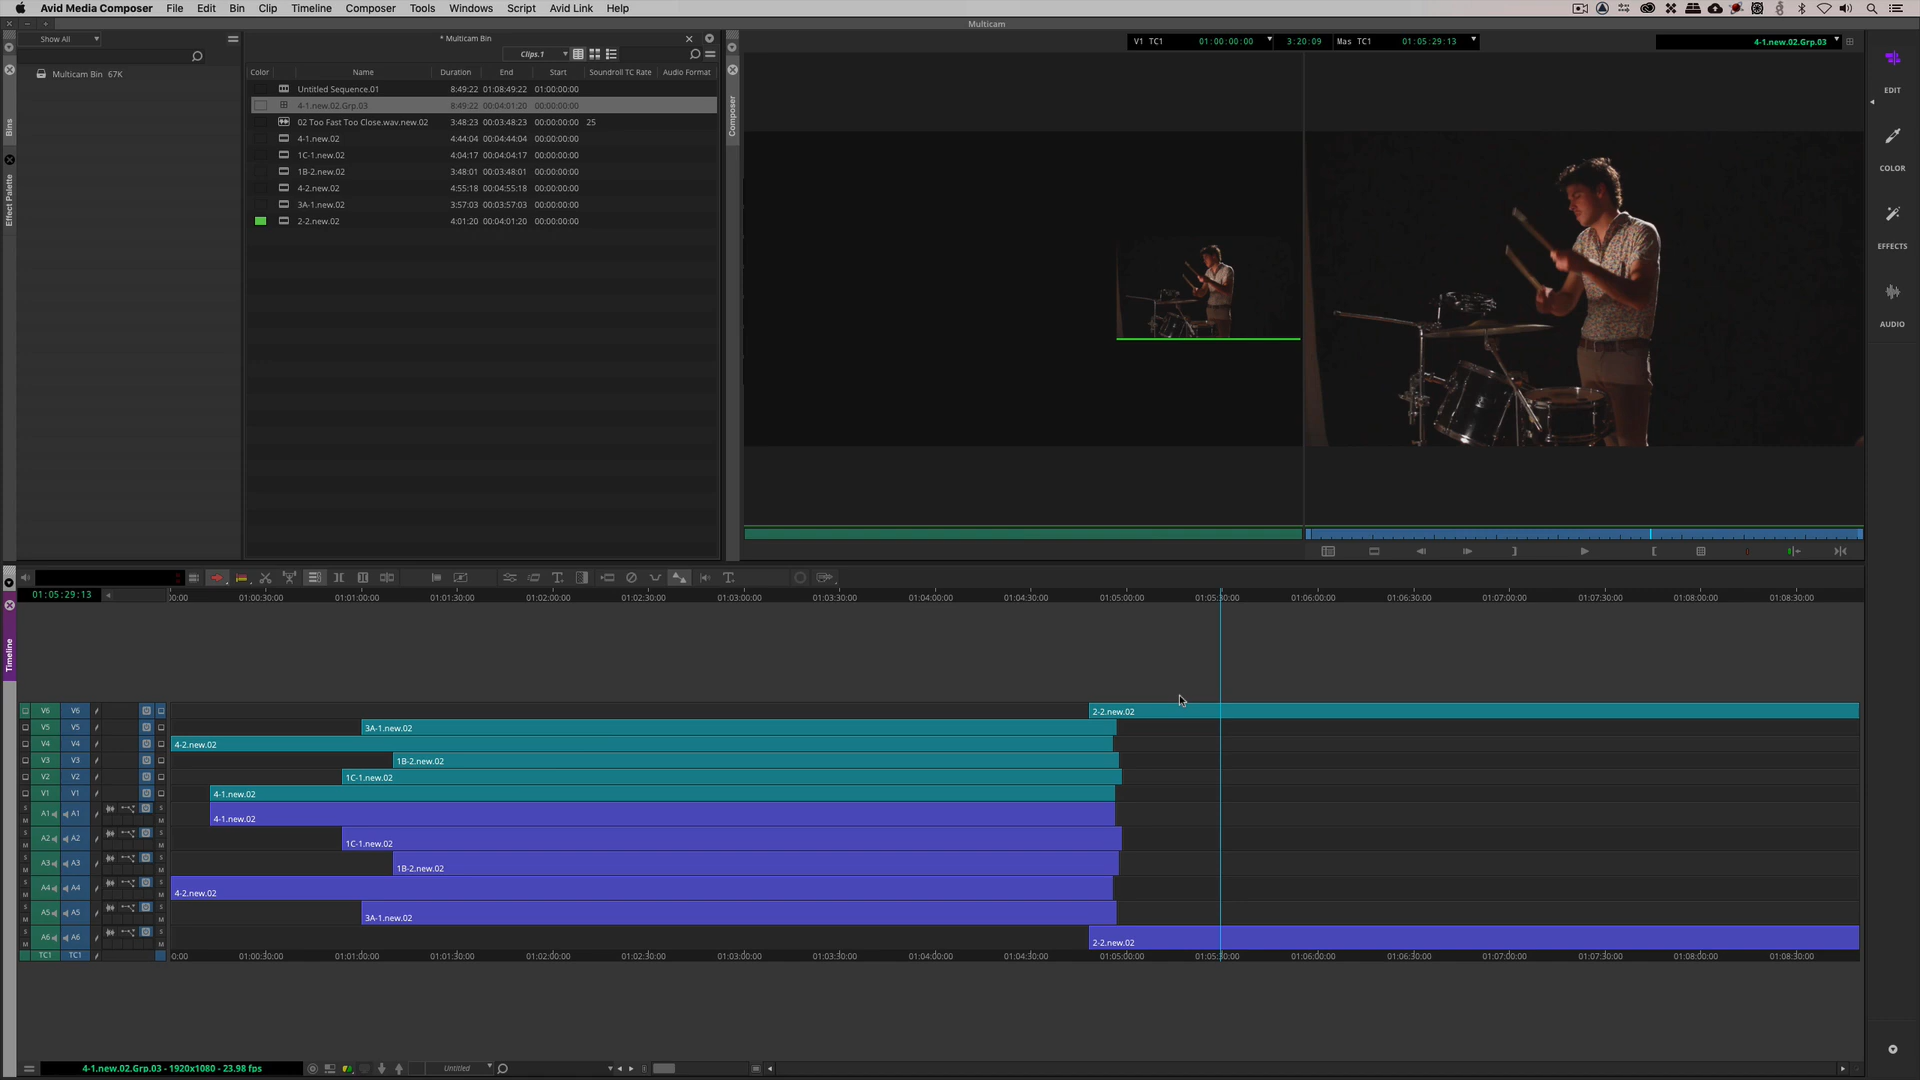 Avid Media Composer File Edit Bin Clip Timeline Composer Tools Windows Script Avid Link Help
Multicam
Show All
Multicam Bin 67K
Bins
Effect Palette
* Multicam Bin
Clips.1
Color Name Duration End Start Soundroll TC Rate Audio Format
Untitled Sequence.01 8:49:22 01:08:49:22 01:00:00:00
4-1.new.02.Grp.03 8:49:22 00:04:01:20 00:00:00:00
02 Too Fast Too Close.wav.new.02 3:48:23 00:03:48:23 00:00:00:00 25
4-1.new.02 4:44:04 00:04:44:04 00:00:00:00
1C-1.new.02 4:04:17 00:04:04:17 00:00:00:00
1B-2.new.02 3:48:01 00:03:48:01 00:00:00:00
4-2.new.02 4:55:18 00:04:55:18 00:00:00:00
3A-1.new.02 3:57:03 00:03:57:03 00:00:00:00
2-2.new.02 4:01:20 00:04:01:20 00:00:00:00
Composer
V1 TC1 01:00:00:00 3:20:09 Mas TC1 01:05:29:13 4-1.new.02.Grp.03
EDIT
COLOR
EFFECTS
AUDIO
Timeline
01:05:29:13
0:00 01:00:30:00 01:01:00:00 01:01:30:00 01:02:00:00 01:02:30:00 01:03:00:00 01:03:30:00 01:04:00:00 01:04:30:00 01:05:00:00 01:05:30:00 01:06:00:00 01:06:30:00 01:07:00:00 01:07:30:00 01:08:00:00 01:08:30:00
V6 V6 2-2.new.02
V5 V5 3A-1.new.02
V4 V4 4-2.new.02
V3 V3 1B-2.new.02
V2 V2 1C-1.new.02
V1 V1 4-1.new.02
S A1 A1 S 4-1.new.02
M M
S A2 A2 S 1C-1.new.02
M M
S A3 A3 S 1B-2.new.02
M M
S A4 A4 S 4-2.new.02
M M
S A5 A5 S 3A-1.new.02
M M
S A6 A6 S 2-2.new.02
M M
TC1 TC1 0:00 01:00:30:00 01:01:00:00 01:01:30:00 01:02:00:00 01:02:30:00 01:03:00:00 01:03:30:00 01:04:00:00 01:04:30:00 01:05:00:00 01:05:30:00 01:06:00:00 01:06:30:00 01:07:00:00 01:07:30:00 01:08:00:00 01:08:30:00
4-1.new.02.Grp.03 - 1920x1080 - 23.98 fps Untitled